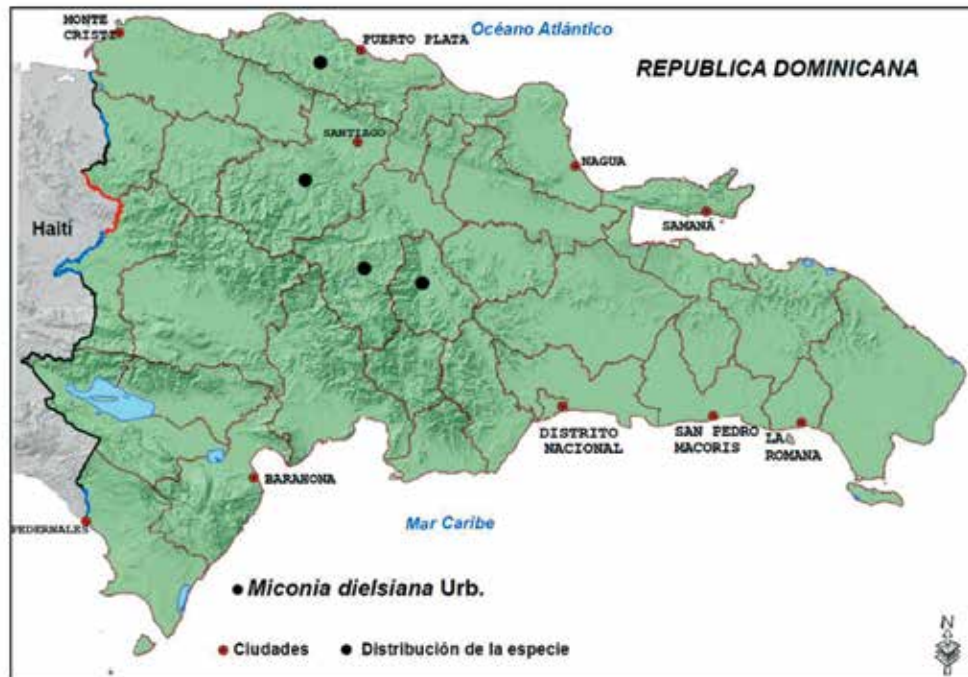 MONTE
CRISTI
PUERTO PLATA
Océano Atlántico
REPUBLICA DOMINICANA
SANTIAGO
NAGUA
SAMANÁ
Haití
DISTRITO
NACIONAL
SAN PEDRO
MACORIS
LA
ROMANA
BARAHONA
PEDERNALES
Mar Caribe
Miconia dielsiana Urb.
Ciudades
Distribución de la especie
N